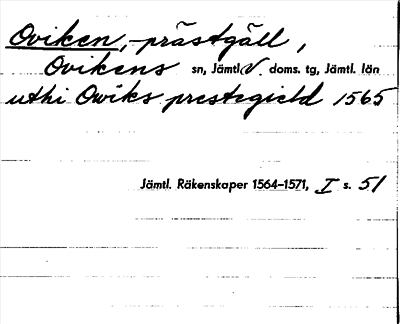 Oviken, -prästgäll,
Ovikens sn, Jämtl. V. doms. tg, Jämtl. län
uthi Owiks prestegield 1565
Jämtl. Räkenskaper 1564–1571, I s. 51